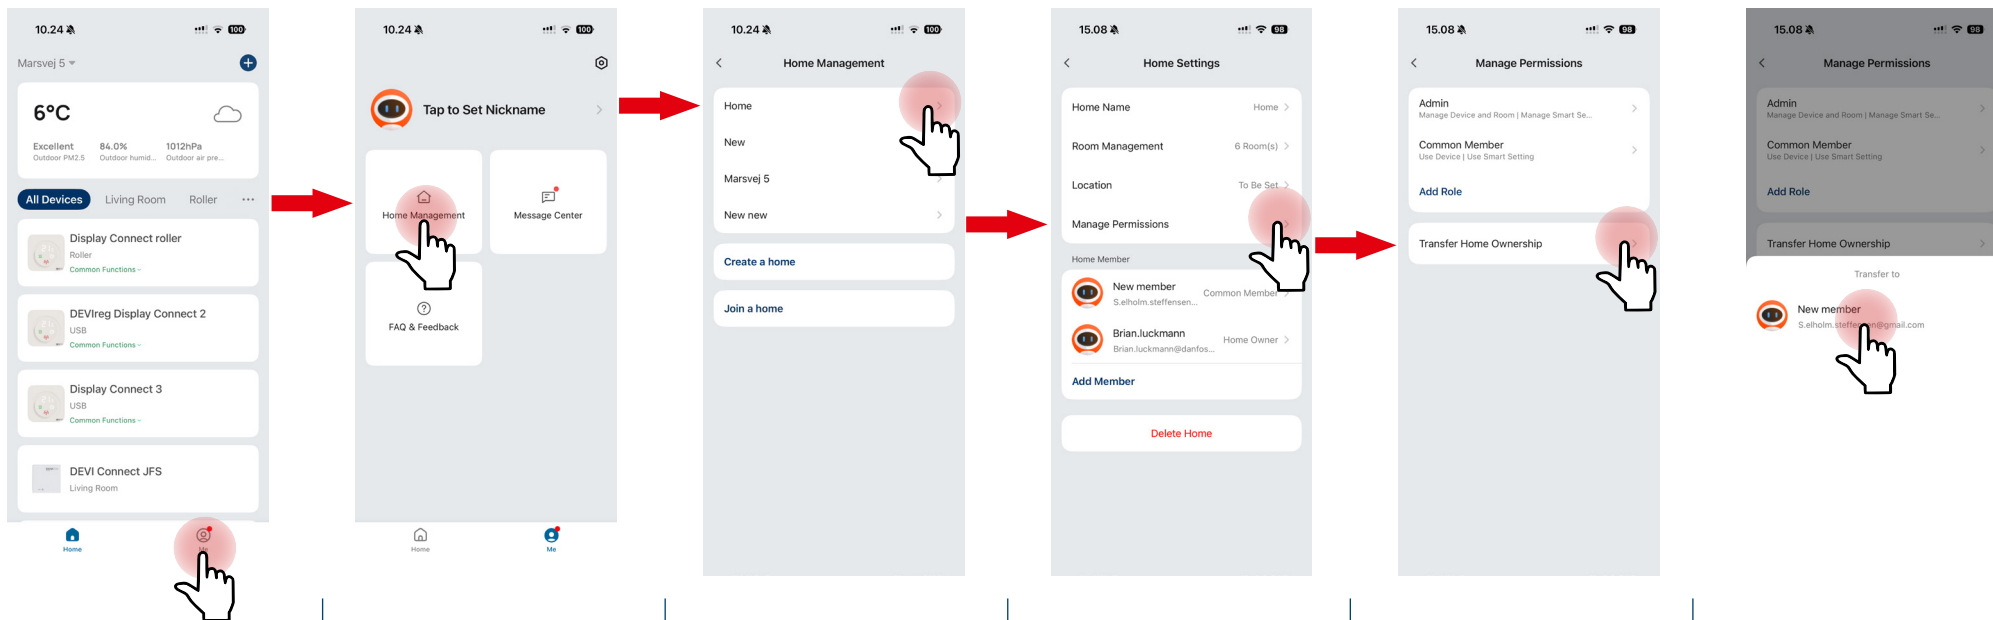 10.24
100
Marsvej 5
6°C
Excellent
84.0%
1012hPa
Outdoor PM2.5
Outdoor humid...
Outdoor air pre...
All Devices
Living Room
Roller
Display Connect roller
Roller
Common Functions
DEVIreg Display Connect 2
USB
Common Functions
Display Connect 3
USB
Common Functions
DEVI Connect JFS
Living Room
Home
Me
10.24
100
Tap to Set Nickname
Home Management
Message Center
FAQ & Feedback
Home
Me
10.24
100
Home Management
Home
New
Marsvej 5
New new
Create a home
Join a home
15.08
98
Home Settings
Home Name
Home
Room Management
6 Room(s)
Location
To Be Set
Manage Permissions
Home Member
New member
S.elholm.steffensen...
Common Member
Brian.luckmann
Brian.luckmann@danfos...
Home Owner
Add Member
Delete Home
15.08
98
Manage Permissions
Admin
Manage Device and Room | Manage Smart Se...
Common Member
Use Device | Use Smart Setting
Add Role
Transfer Home Ownership
15.08
98
Manage Permissions
Admin
Manage Device and Room | Manage Smart Se...
Common Member
Use Device | Use Smart Setting
Add Role
Transfer Home Ownership
Transfer to
New member
S.elholm.steffensen@gmail.com